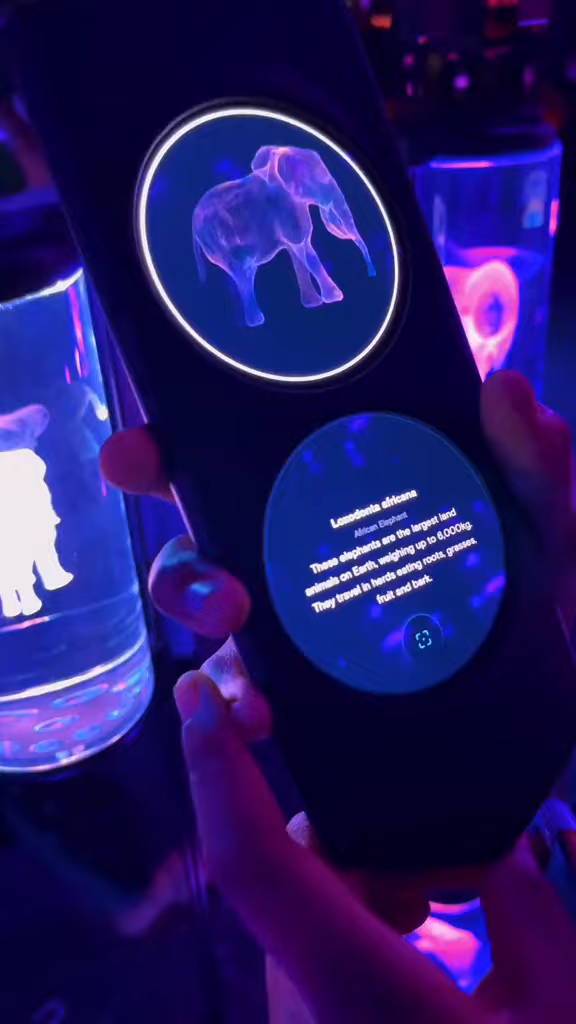 Loxodonta africana
African Elephant
These elephants are the largest land
animals on Earth, weighing up to 6,000kg.
They travel in herds eating roots, grasses,
fruit and bark.